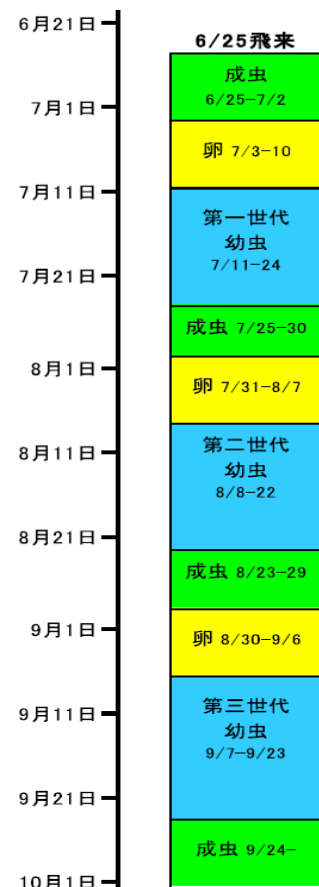 6月21日
7月1日
7月11日
7月21日
8月1日
8月11日
8月21日
9月1日
9月11日
9月21日
10月1日
6/25飛来
成虫
6/25-7/2
卵 7/3-10
第一世代
幼虫
7/11-24
成虫 7/25-30
卵 7/31-8/7
第二世代
幼虫
8/8-22
成虫 8/23-29
卵 8/30-9/6
第三世代
幼虫
9/7-9/23
成虫 9/24-